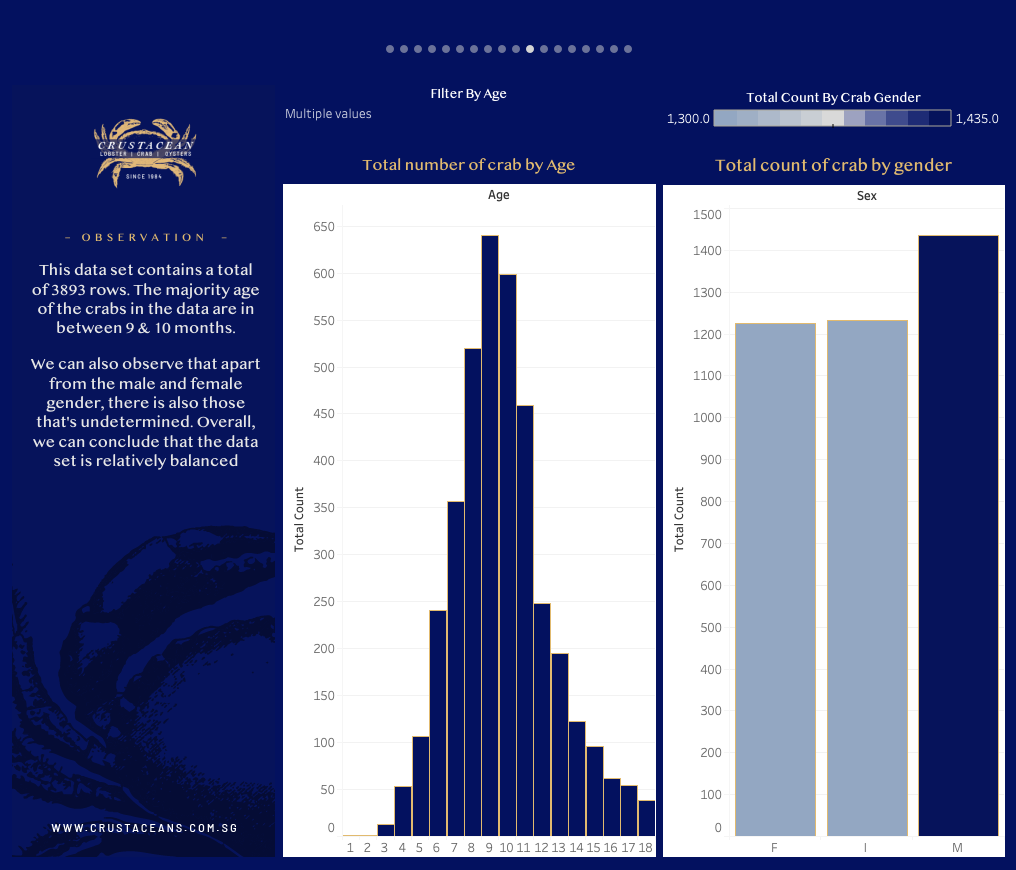 CRUSTACEAN
LOBSTER | CRAB | OYSTERS
SINCE 1664
– OBSERVATION –
This data set contains a total
of 3893 rows. The majority age
of the crabs in the data are in
between 9 & 10 months.
We can also observe that apart
from the male and female
gender, there is also those
that's undetermined. Overall,
we can conclude that the data
set is relatively balanced
WWW.CRUSTACEANS.COM.SG
FIlter By Age
Multiple values
Total number of crab by Age
Age
Total Count
650
600
550
500
450
400
350
300
250
200
150
100
50
0
1 2 3 4 5 6 7 8 9 10 11 12 13 14 15 16 17 18
Total Count By Crab Gender
1,300.0 1,435.0
Total count of crab by gender
Sex
Total Count
1500
1400
1300
1200
1100
1000
900
800
700
600
500
400
300
200
100
0
F I M